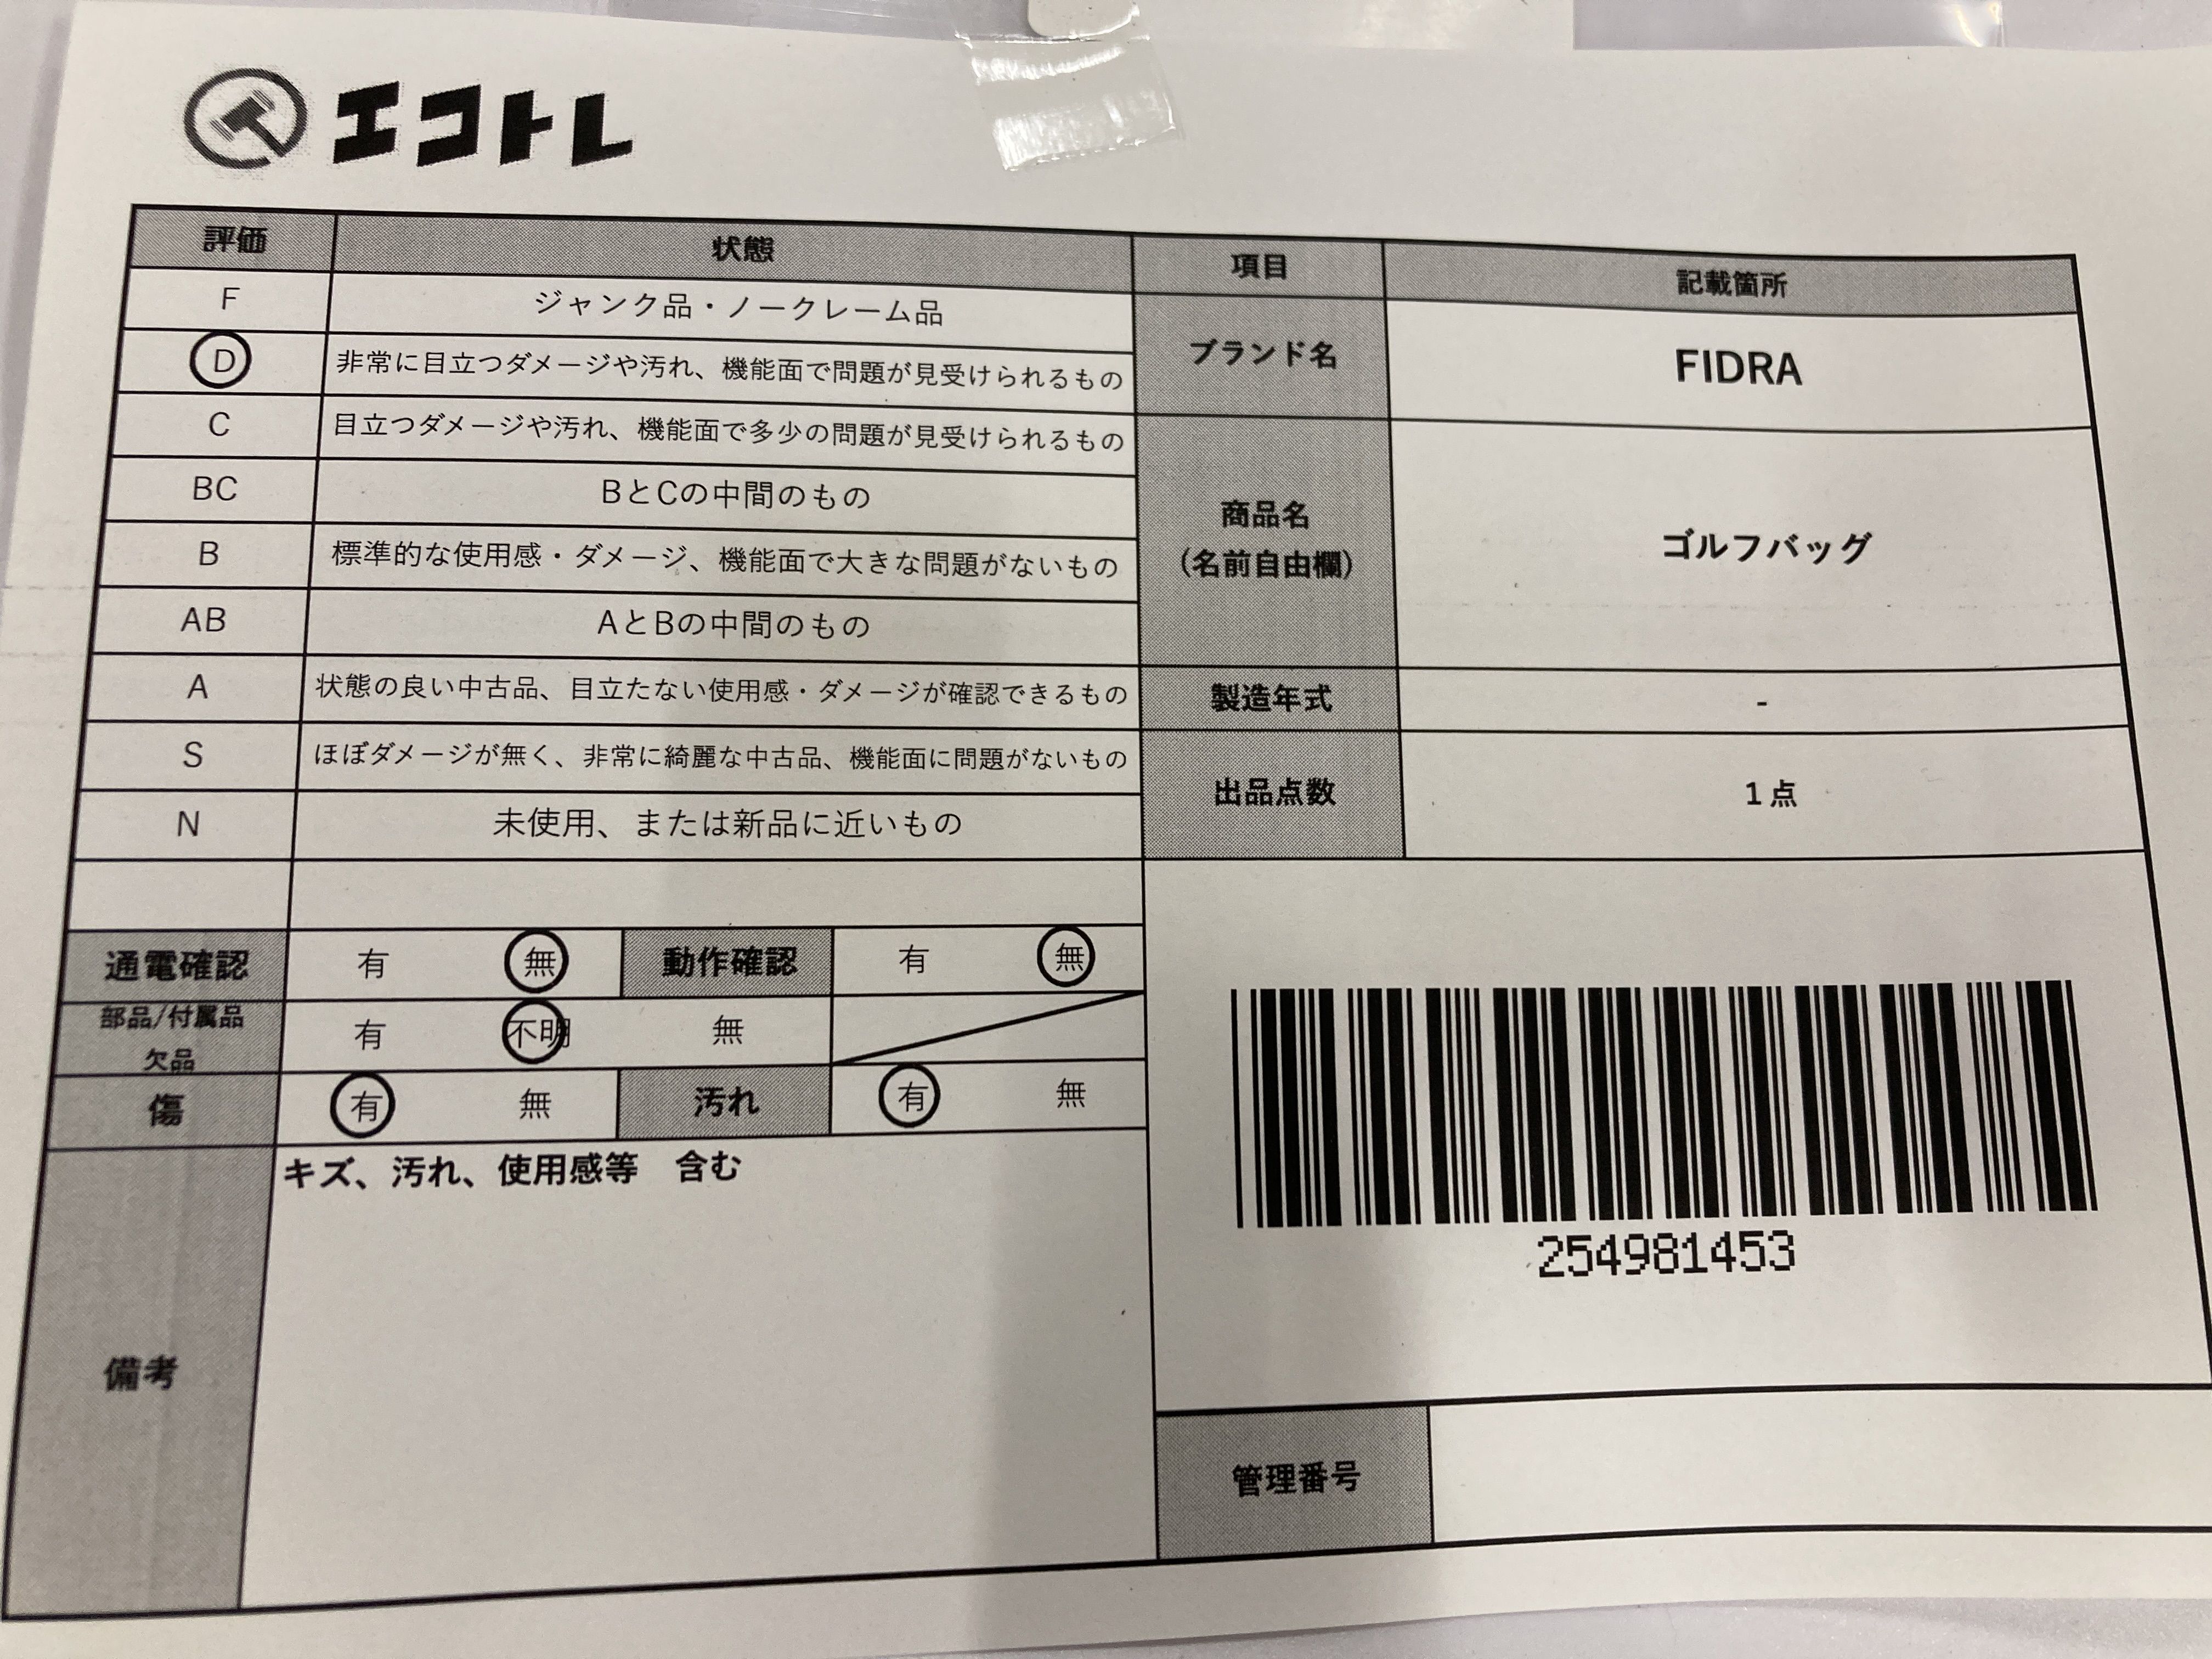 エコトレ
評価 状態 項目 記載箇所
F ジャンク品・ノークレーム品
D 非常に目立つダメージや汚れ、機能面で問題が見受けられるもの
ブランド名 FIDRA
C 目立つダメージや汚れ、機能面で多少の問題が見受けられるもの
BC BとCの中間のもの
B 標準的な使用感・ダメージ、機能面で大きな問題がないもの
商品名
(名前自由欄)
ゴルフバッグ
AB AとBの中間のもの
A 状態の良い中古品、目立たない使用感・ダメージが確認できるもの
製造年式 -
S ほぼダメージが無く、非常に綺麗な中古品、機能面に問題がないもの
出品点数 1点
N 未使用、または新品に近いもの
通電確認 有 無 動作確認 有 無
部品/付属品
欠品
有 不明 無
傷 有 無 汚れ 有 無
備考
キズ、汚れ、使用感等 含む
254981453
管理番号